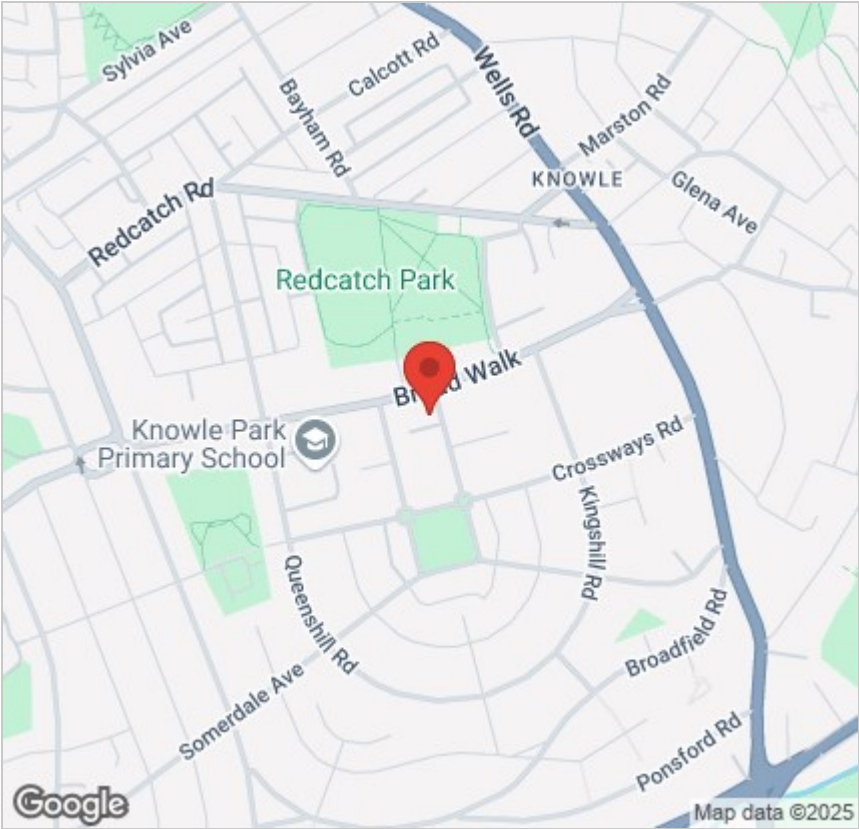 Sylvia Ave
Calcott Rd
Wells Rd
Bayham Rd
Marston Rd
KNOWLE
Redcatch Rd
Glena Ave
Redcatch Park
Broad Walk
Knowle Park
Primary School
Crossways Rd
Kingshill Rd
Queenshill Rd
Broadfield Rd
Somerdale Ave
Ponsford Rd
Google
Map data ©2025